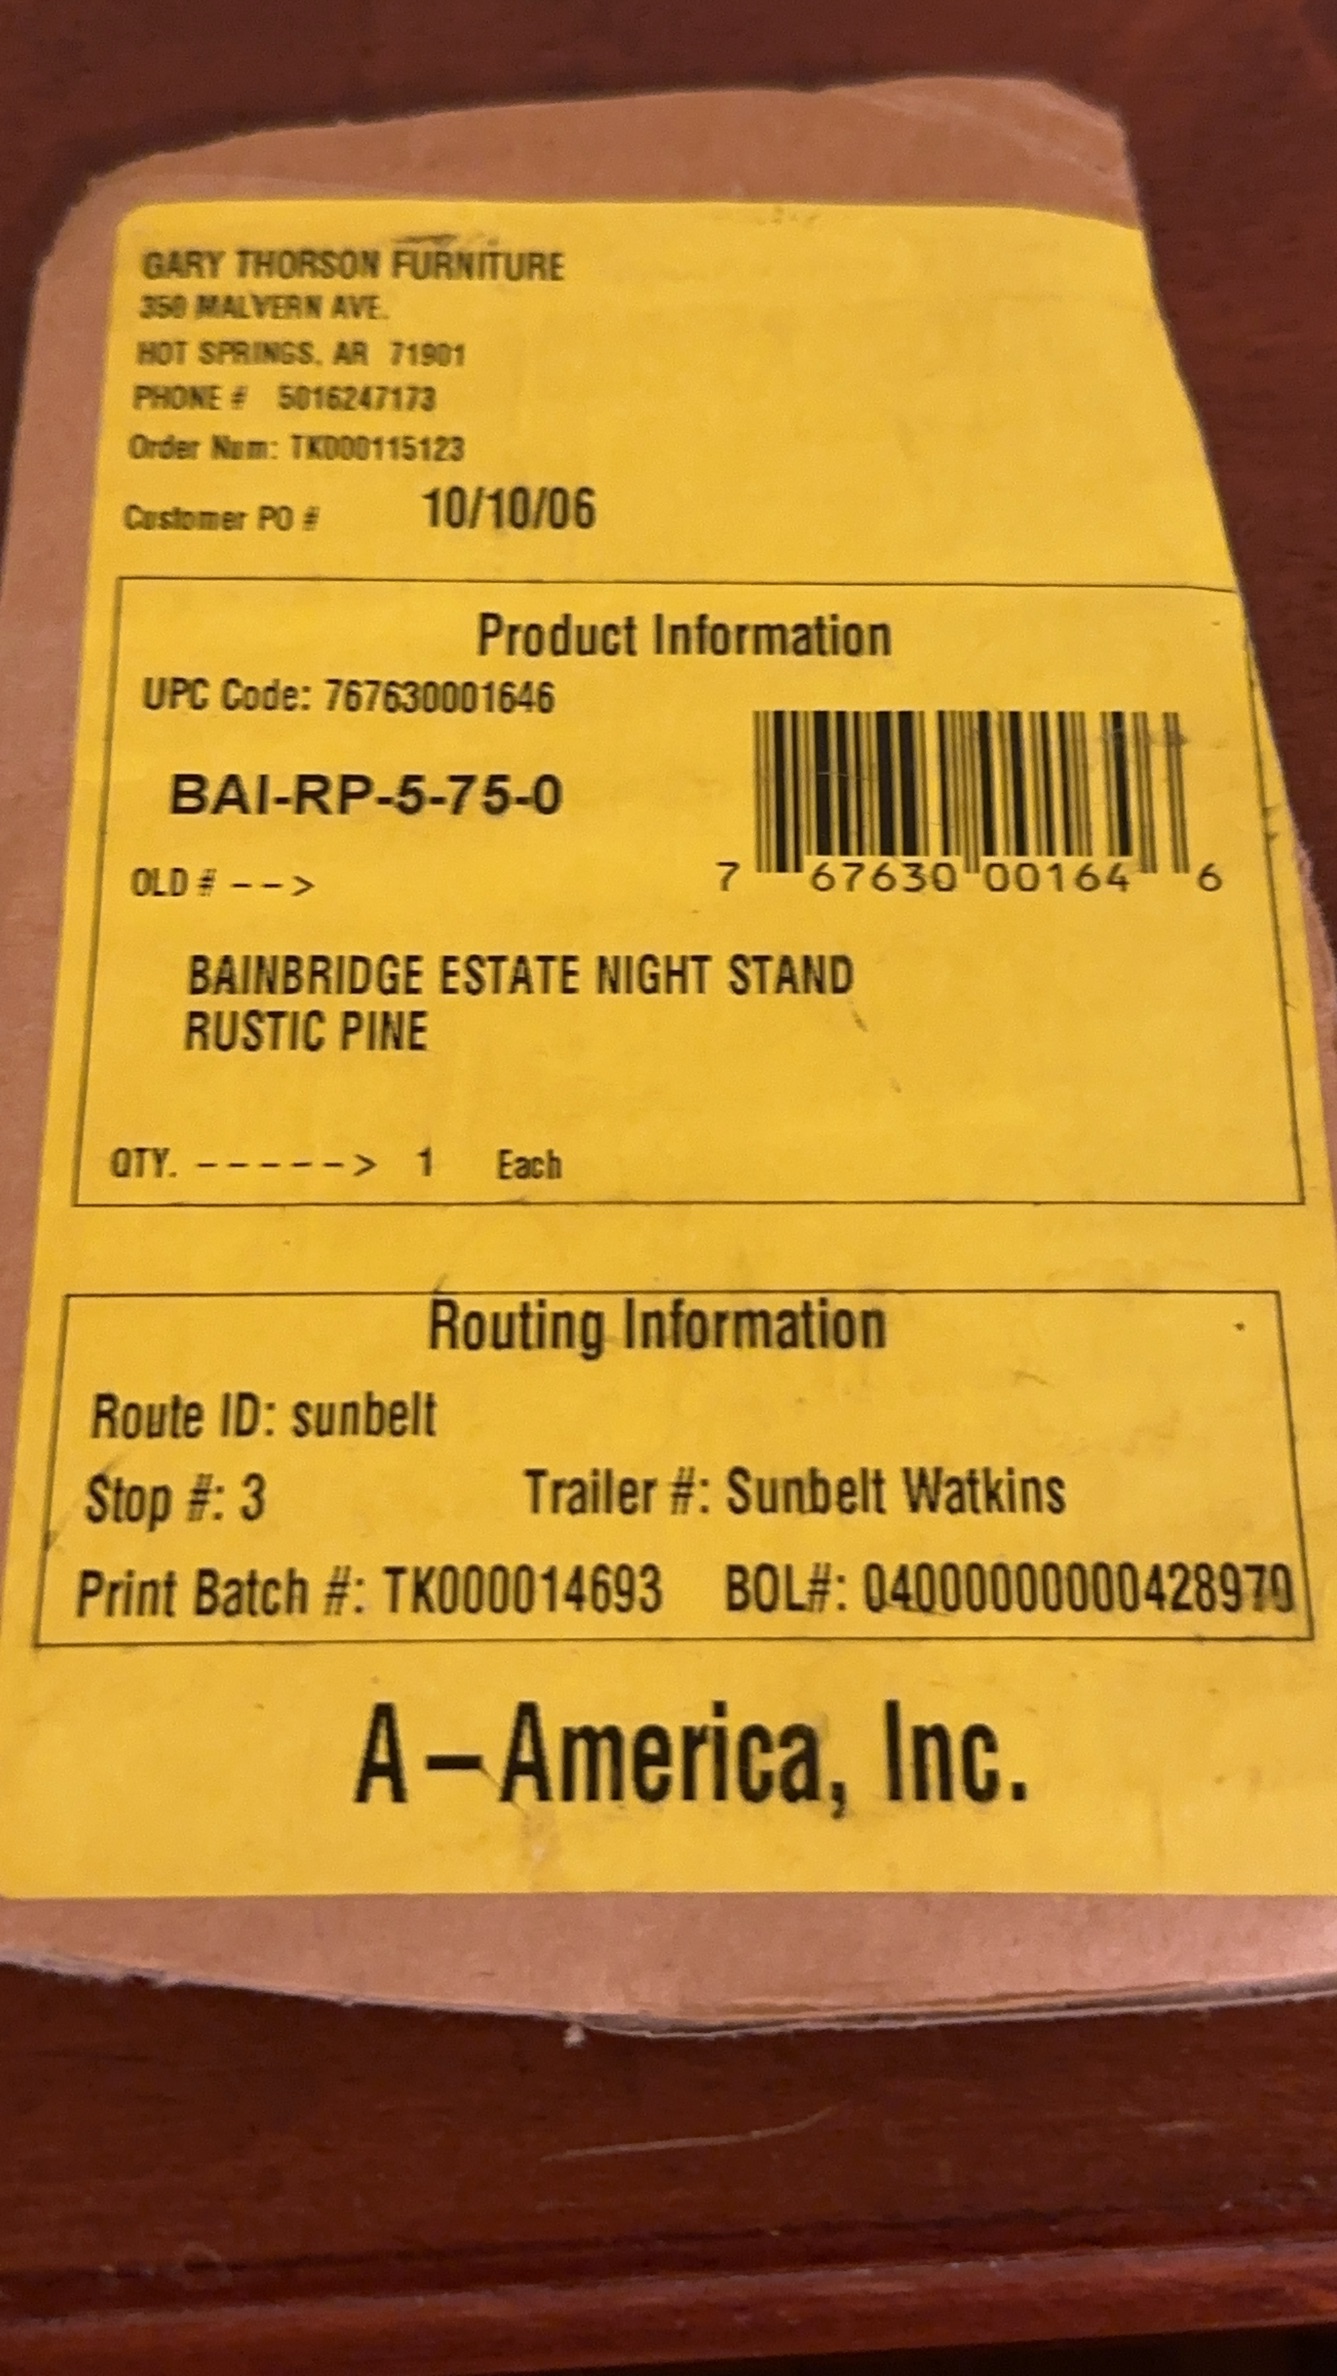 GARY THORSON FURNITURE
350 MALVERN AVE.
HOT SPRINGS, AR 71901
PHONE # 5016247173
Order Num: TK000115123
Customer PO # 10/10/06
Product Information
UPC Code: 767630001646
BAI-RP-5-75-0
7 67630 00164 6
OLD # -->
BAINBRIDGE ESTATE NIGHT STAND
RUSTIC PINE
QTY. -----> 1 Each
Routing Information
Route ID: sunbelt
Stop #: 3 Trailer #: Sunbelt Watkins
Print Batch #: TK000014693 BOL#: 04000000000428970
A-America, Inc.